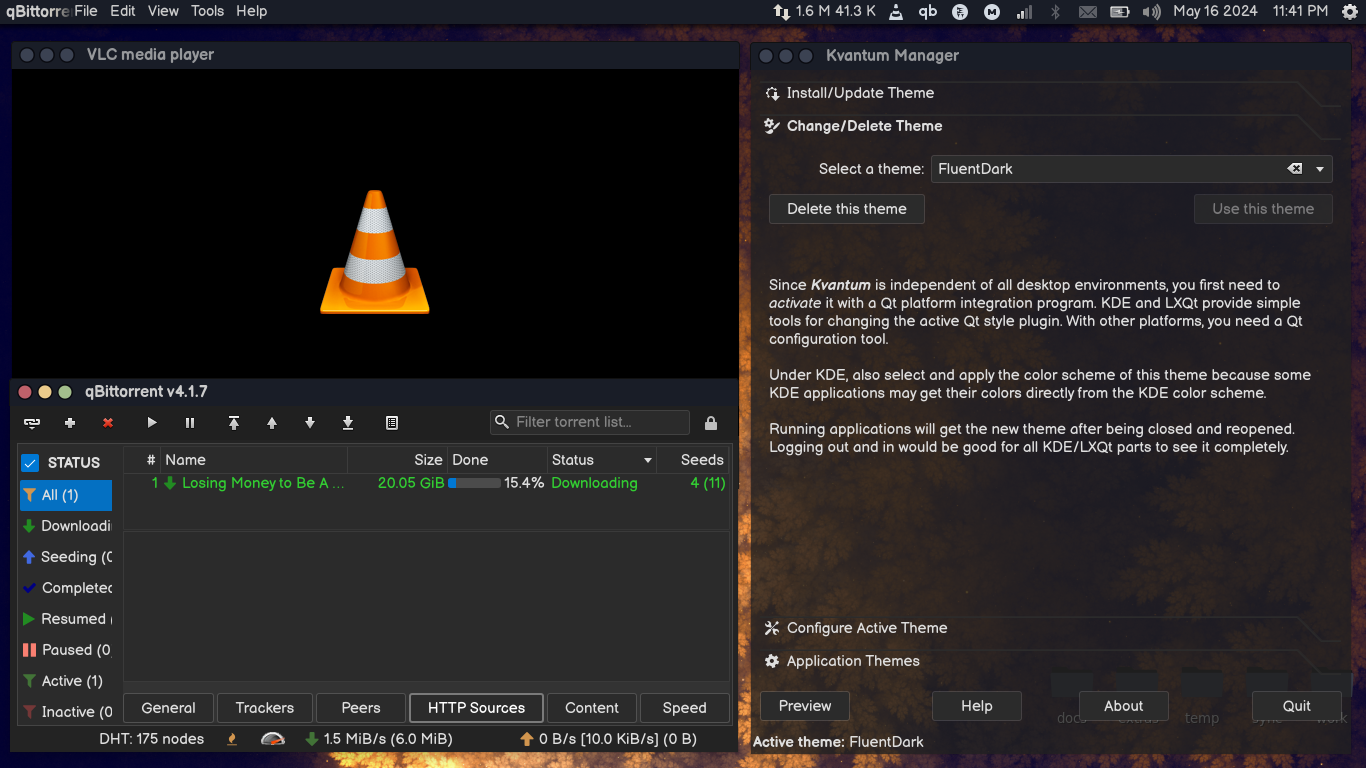 qBittorre File Edit View Tools Help 1.6 M 41.3 K qb M May 16 2024 11:41 PM
VLC media player
qBittorrent v4.1.7
Filter torrent list...
STATUS
All (1)
Downloadi
Seeding (0
Completed
Resumed (
Paused (0
Active (1)
Inactive (0
# Name Size Done Status Seeds
1 Losing Money to Be A ... 20.05 GiB 15.4% Downloading 4 (11)
General Trackers Peers HTTP Sources Content Speed
DHT: 175 nodes 1.5 MiB/s (6.0 MiB) 0 B/s [10.0 KiB/s] (0 B)
Kvantum Manager
Install/Update Theme
Change/Delete Theme
Select a theme: FluentDark
Delete this theme Use this theme
Since Kvantum is independent of all desktop environments, you first need to
activate it with a Qt platform integration program. KDE and LXQt provide simple
tools for changing the active Qt style plugin. With other platforms, you need a Qt
configuration tool.
Under KDE, also select and apply the color scheme of this theme because some
KDE applications may get their colors directly from the KDE color scheme.
Running applications will get the new theme after being closed and reopened.
Logging out and in would be good for all KDE/LXQt parts to see it completely.
Configure Active Theme
Application Themes
Preview Help About Quit
docs extras temp sync work
Active theme: FluentDark